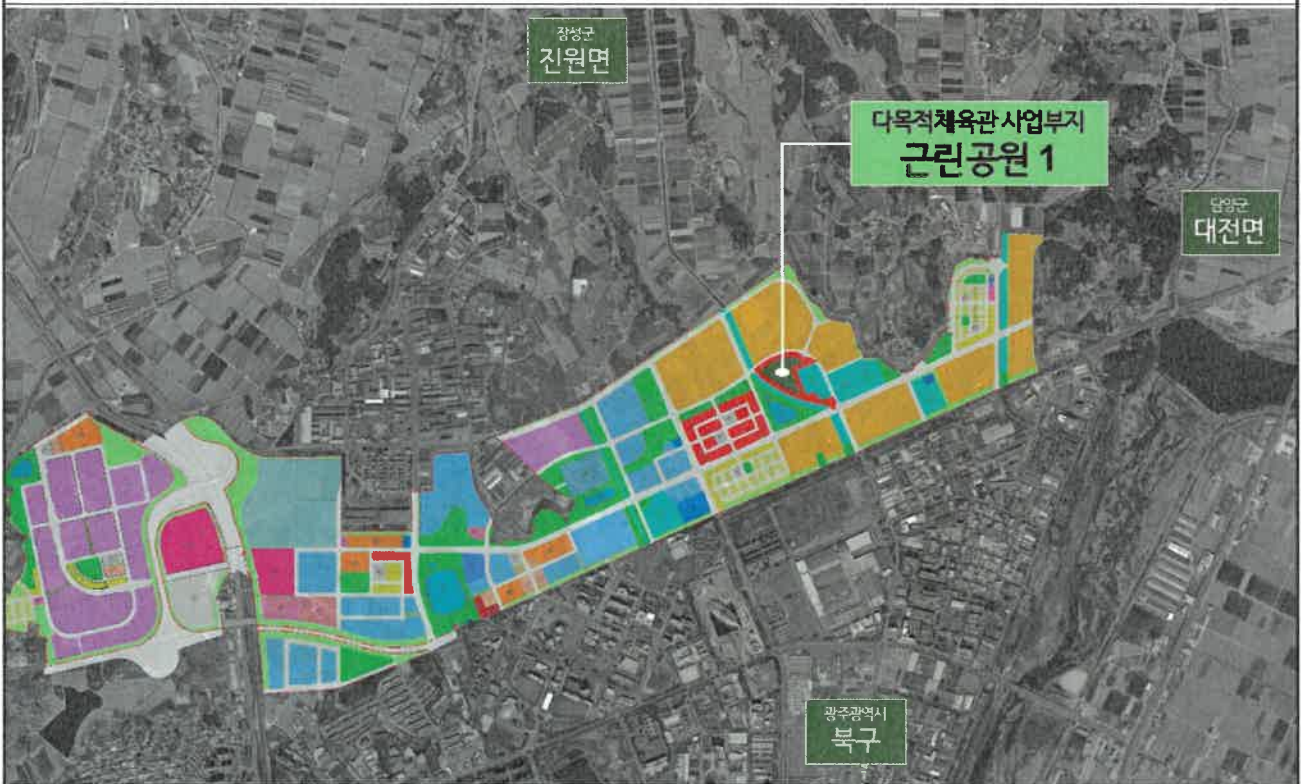 장성군
진원면
다목적체육관 사업부지
근린공원 1
담양군
대전면
광주광역시
북구